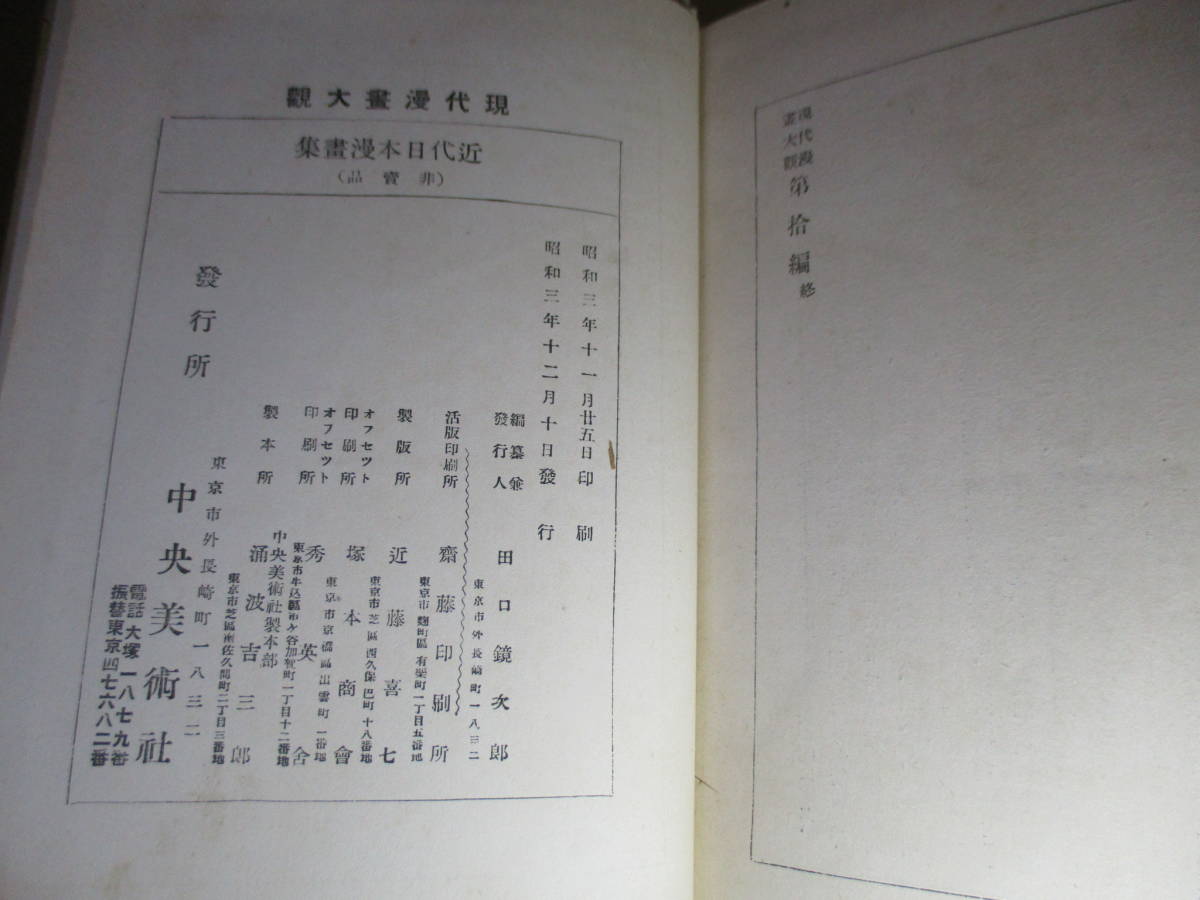 現代漫畫大觀 第拾編 終
現代漫畫大觀
近代日本漫畫集
(非賣品)
昭和三年十一月廿五日印刷
昭和三年十二月十日發行
東京市外長崎町一八三二
編纂兼發行人 田口鏡次郎
東京市麴町區有樂町一丁目五番地
活版印刷所 齋藤印刷所
東京市芝區西久保巴町十八番地
製版所 近藤喜七
東京市京橋區出雲町一番地
オフセツト印刷所 塚本商會
東京市牛込區市ケ谷加賀町一丁目十二番地
オフセツト印刷所 秀英舍
中央美術社製本部
東京市芝區南佐久間町二丁目三番地
製本所 涌波吉三郎
東京市外長崎町一八三二
發行所 中央美術社
電話大塚一八七九番
振替東京四七六八二番